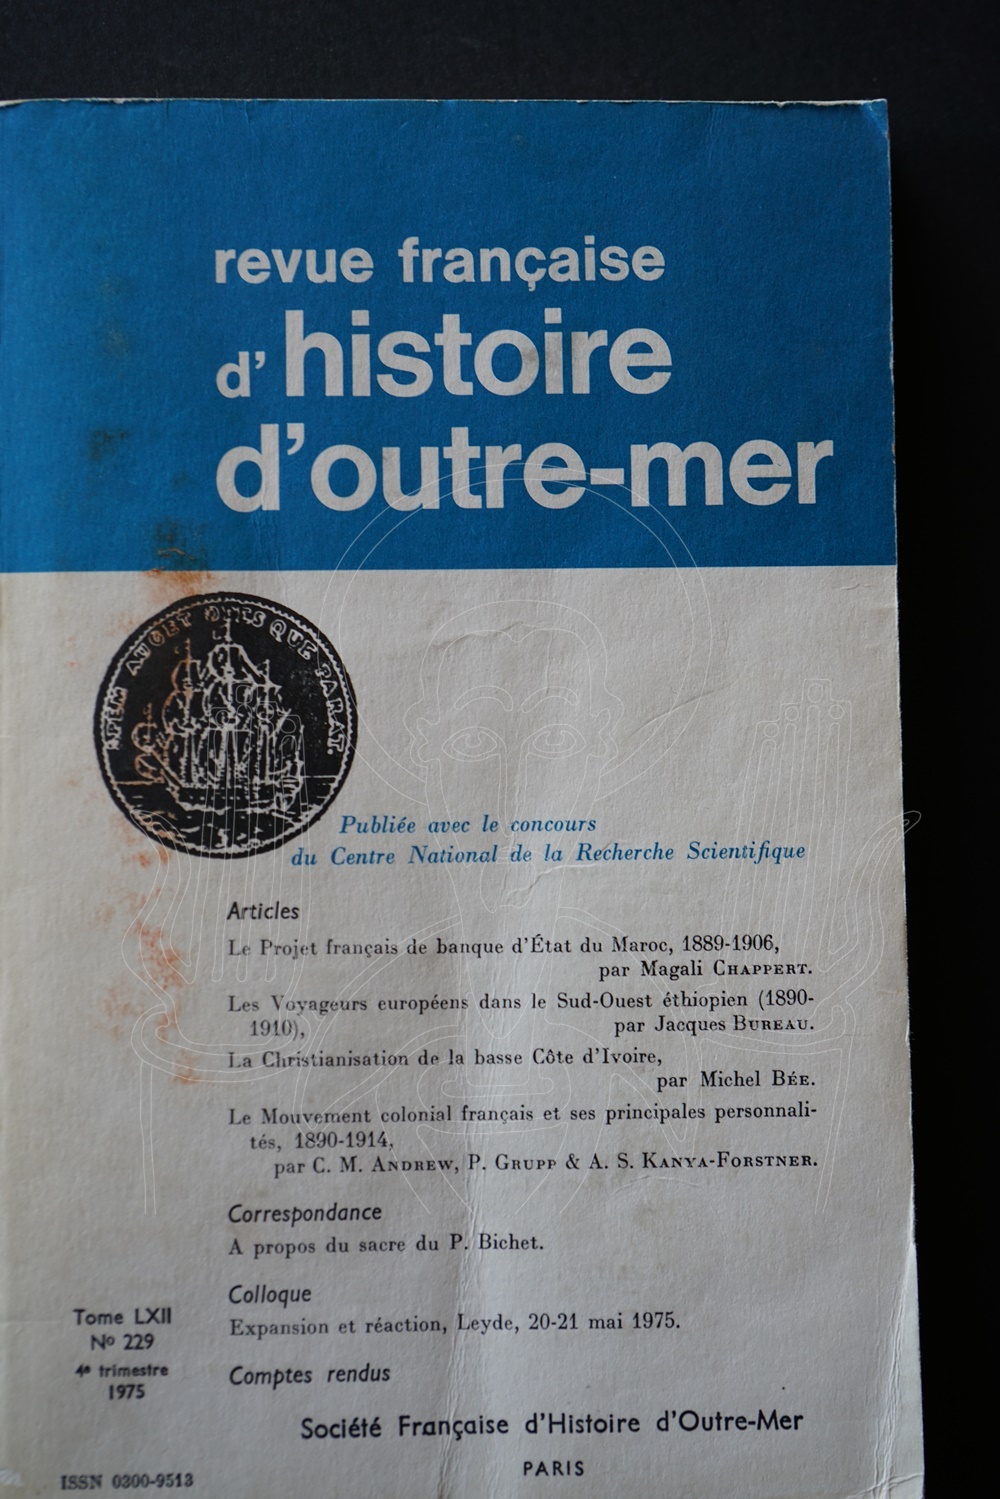 revue française
d'histoire
d'outre-mer
SPEM AUGET OPES QUE PARAT.
Publiée avec le concours
du Centre National de la Recherche Scientifique
Articles
Le Projet français de banque d'État du Maroc, 1889-1906,
par Magali CHAPPERT.
Les Voyageurs européens dans le Sud-Ouest éthiopien (1890-
1910), par Jacques BUREAU.
La Christianisation de la basse Côte d'Ivoire,
par Michel BÉE.
Le Mouvement colonial français et ses principales personnali-
tés, 1890-1914,
par C. M. ANDREW, P. GRUPP & A. S. KANYA-FORSTNER.
Correspondance
A propos du sacre du P. Bichet.
Colloque
Expansion et réaction, Leyde, 20-21 mai 1975.
Comptes rendus
Tome LXII
No 229
4e trimestre
1975
Société Française d'Histoire d'Outre-Mer
PARIS
ISSN 0300-9513